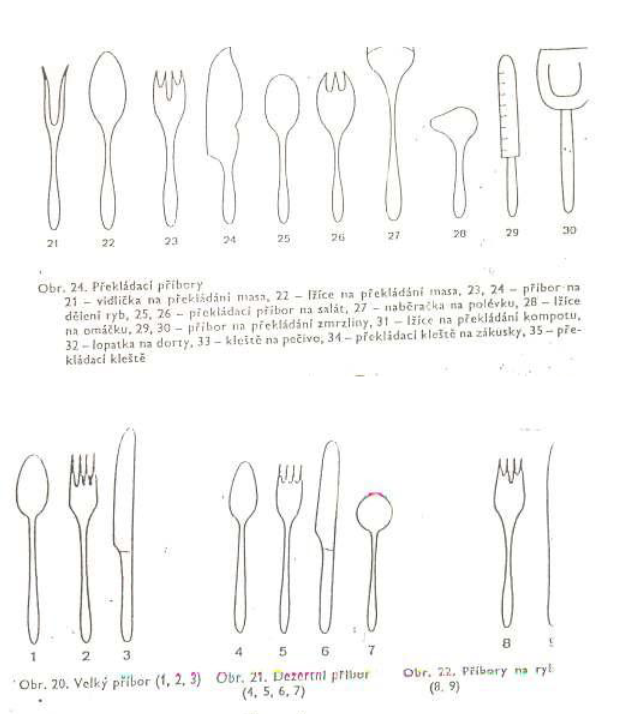 21 22 23 24 25 26 27 28 29 30
Obr. 24. Překládací příbory
21 – vidlička na překládání masa, 22 – lžíce na překládání masa, 23, 24 – příbor na
dělení ryb, 25, 26 – překládací příbor na salát, 27 – naběračka na polévku, 28 – lžíce
na omáčku, 29, 30 – příbor na překládání zmrzliny, 31 – lžíce na překládání kompotu,
32 – lopatka na dorty, 33 – kleště na pečivo, 34 – překládací kleště na zákusky, 35 – pře-
kládací kleště
1 2 3 4 5 6 7 8
Obr. 20. Velký příbor (1, 2, 3)
Obr. 21. Dezertní příbor
(4, 5, 6, 7)
Obr. 22. Příbory na
(8, 9)